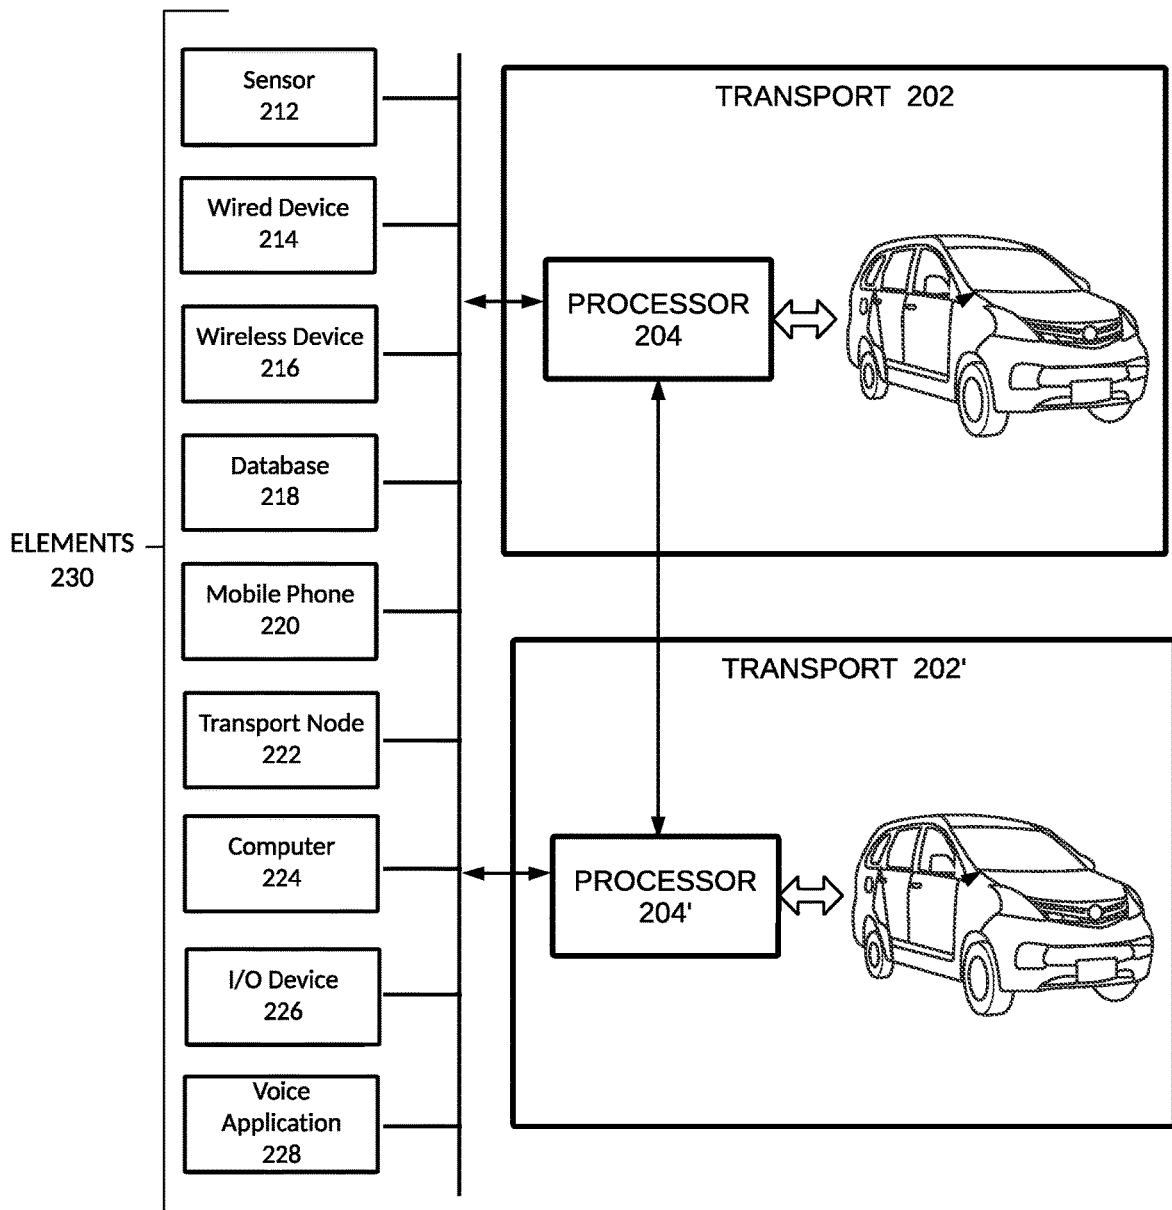 ELEMENTS
230
Sensor
212
Wired Device
214
Wireless Device
216
Database
218
Mobile Phone
220
Transport Node
222
Computer
224
I/O Device
226
Voice
Application
228
TRANSPORT 202
PROCESSOR
204
TRANSPORT 202'
PROCESSOR
204'